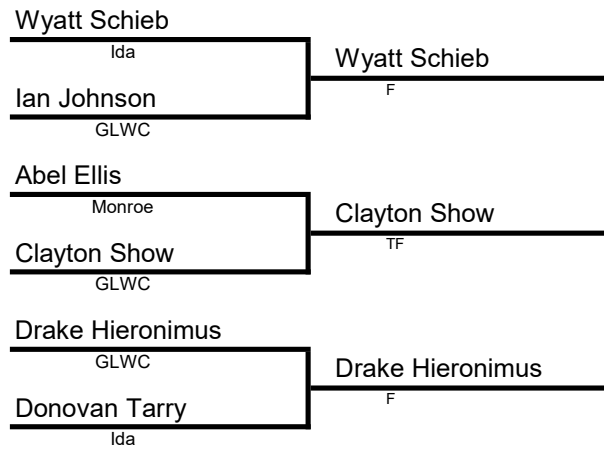 Wyatt Schieb
Ida
Wyatt Schieb
F
Ian Johnson
GLWC
Abel Ellis
Monroe
Clayton Show
TF
Clayton Show
GLWC
Drake Hieronimus
GLWC
Drake Hieronimus
F
Donovan Tarry
Ida